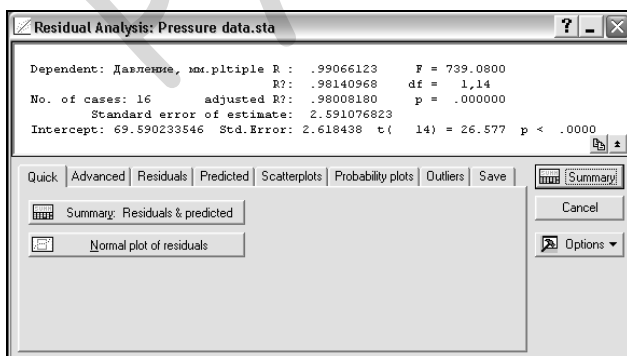 Residual Analysis: Pressure data.sta
Dependent: Давление, мм.pltiple R : .99066123 F = 739.0800
R?: .98140968 df = 1,14
No. of cases: 16 adjusted R?: .98008180 p = .000000
Standard error of estimate: 2.591076823
Intercept: 69.590233546 Std.Error: 2.618438 t( 14) = 26.577 p < .0000
Quick Advanced Residuals Predicted Scatterplots Probability plots Outliers Save
Summary: Residuals & predicted
Normal plot of residuals
Summary
Cancel
Options